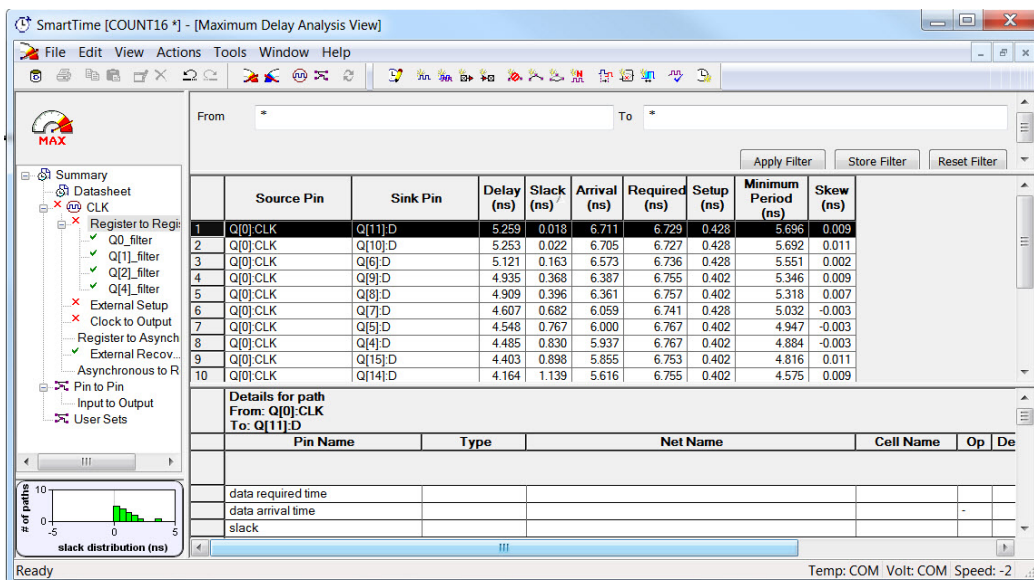 SmartTime [COUNT16 *] - [Maximum Delay Analysis View]
File Edit View Actions Tools Window Help
MAX
From * To *
Apply Filter Store Filter Reset Filter
Summary
Datasheet
CLK
Register to Regi
Q0_filter
Q[1]_filter
Q[2]_filter
Q[4]_filter
External Setup
Clock to Output
Register to Asynch
External Recov...
Asynchronous to R
Pin to Pin
Input to Output
User Sets
Source Pin Sink Pin Delay (ns) Slack (ns) Arrival (ns) Required (ns) Setup (ns) Minimum Period (ns) Skew (ns)
1 Q[0]:CLK Q[11]:D 5.259 0.018 6.711 6.729 0.428 5.696 0.009
2 Q[0]:CLK Q[10]:D 5.253 0.022 6.705 6.727 0.428 5.692 0.011
3 Q[0]:CLK Q[6]:D 5.121 0.163 6.573 6.736 0.428 5.551 0.002
4 Q[0]:CLK Q[9]:D 4.935 0.368 6.387 6.755 0.402 5.346 0.009
5 Q[0]:CLK Q[8]:D 4.909 0.396 6.361 6.757 0.402 5.318 0.007
6 Q[0]:CLK Q[7]:D 4.607 0.682 6.059 6.741 0.428 5.032 -0.003
7 Q[0]:CLK Q[5]:D 4.548 0.767 6.000 6.767 0.402 4.947 -0.003
8 Q[0]:CLK Q[4]:D 4.485 0.830 5.937 6.767 0.402 4.884 -0.003
9 Q[0]:CLK Q[15]:D 4.403 0.898 5.855 6.753 0.402 4.816 0.011
10 Q[0]:CLK Q[14]:D 4.164 1.139 5.616 6.755 0.402 4.575 0.009
Details for path
From: Q[0]:CLK
To: Q[11]:D
Pin Name Type Net Name Cell Name Op De
data required time
data arrival time -
slack
# of paths
10
0
-5 0 5
slack distribution (ns)
Ready Temp: COM Volt: COM Speed: -2